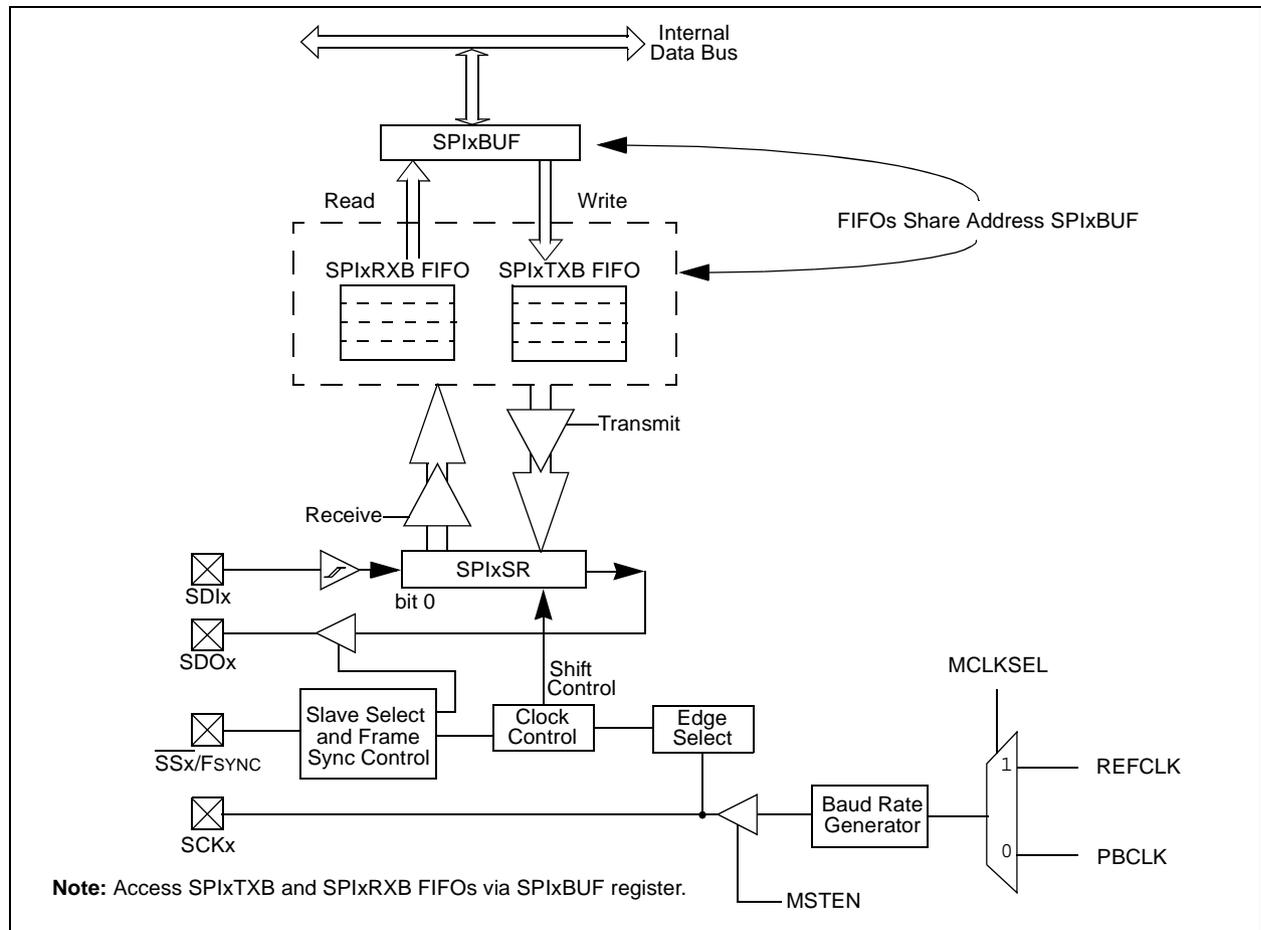 Internal
Data Bus
SPIxBUF
Read
Write
FIFOs Share Address SPIxBUF
SPIxRXB FIFO
SPIxTXB FIFO
Transmit
Receive
SDIx
SPIxSR
bit 0
SDOx
Shift
Control
MCLKSEL
Slave Select
and Frame
Sync Control
Clock
Control
Edge
Select
SSx/FSYNC
1
REFCLK
Baud Rate
Generator
SCKx
0
PBCLK
Note: Access SPIxTXB and SPIxRXB FIFOs via SPIxBUF register.
MSTEN